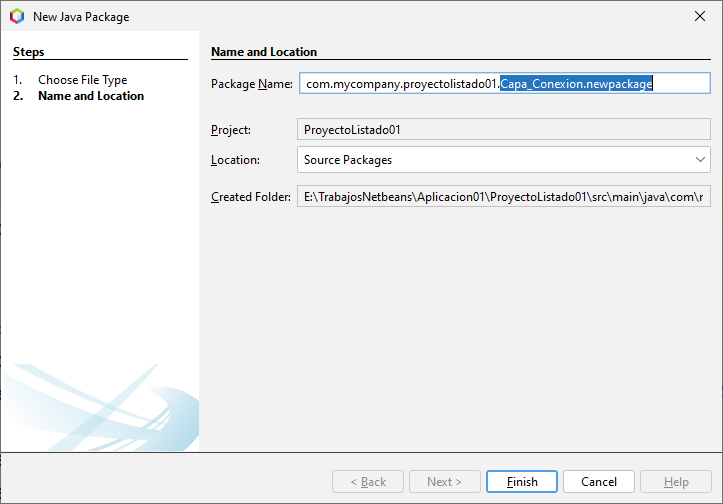 New Java Package
Steps
1. Choose File Type
2. Name and Location
Name and Location
Package Name: com.mycompany.proyectolistado01.Capa_Conexion.newpackage
Project: ProyectoListado01
Location: Source Packages
Created Folder: E:\TrabajosNetbeans\Aplicacion01\ProyectoListado01\src\main\java\com\r
< Back Next > Finish Cancel Help